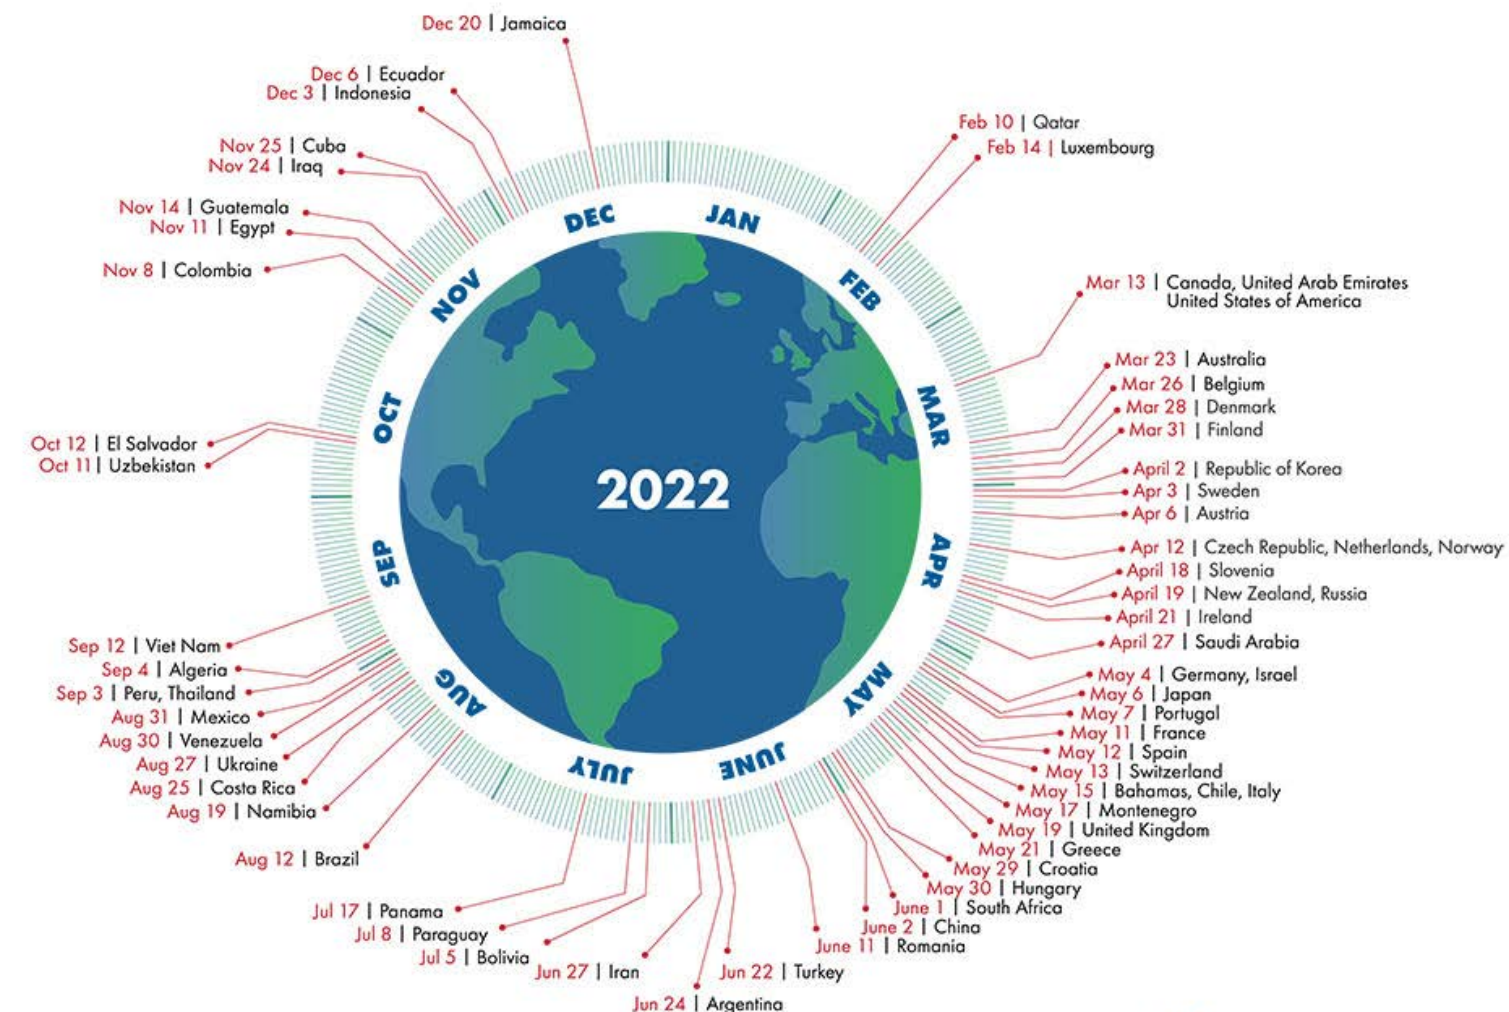 Dec 20 | Jamaica
Dec 6 | Ecuador
Dec 3 | Indonesia
Nov 25 | Cuba
Nov 24 | Iraq
Nov 14 | Guatemala
Nov 11 | Egypt
Nov 8 | Colombia
Oct 12 | El Salvador
Oct 11 | Uzbekistan
Sep 12 | Viet Nam
Sep 4 | Algeria
Sep 3 | Peru, Thailand
Aug 31 | Mexico
Aug 30 | Venezuela
Aug 27 | Ukraine
Aug 25 | Costa Rica
Aug 19 | Namibia
Aug 12 | Brazil
Jul 17 | Panama
Jul 8 | Paraguay
Jul 5 | Bolivia
Jun 27 | Iran
Jun 24 | Argentina
Jun 22 | Turkey
Feb 10 | Qatar
Feb 14 | Luxembourg
Mar 13 | Canada, United Arab Emirates
United States of America
Mar 23 | Australia
Mar 26 | Belgium
Mar 28 | Denmark
Mar 31 | Finland
April 2 | Republic of Korea
Apr 3 | Sweden
Apr 6 | Austria
Apr 12 | Czech Republic, Netherlands, Norway
April 18 | Slovenia
April 19 | New Zealand, Russia
April 21 | Ireland
April 27 | Saudi Arabia
May 4 | Germany, Israel
May 6 | Japan
May 7 | Portugal
May 11 | France
May 12 | Spain
May 13 | Switzerland
May 15 | Bahamas, Chile, Italy
May 17 | Montenegro
May 19 | United Kingdom
May 21 | Greece
May 29 | Croatia
May 30 | Hungary
June 1 | South Africa
June 2 | China
June 11 | Romania
JAN
FEB
MAR
APR
MAY
JUNE
JULY
AUG
SEP
OCT
NOV
DEC
2022